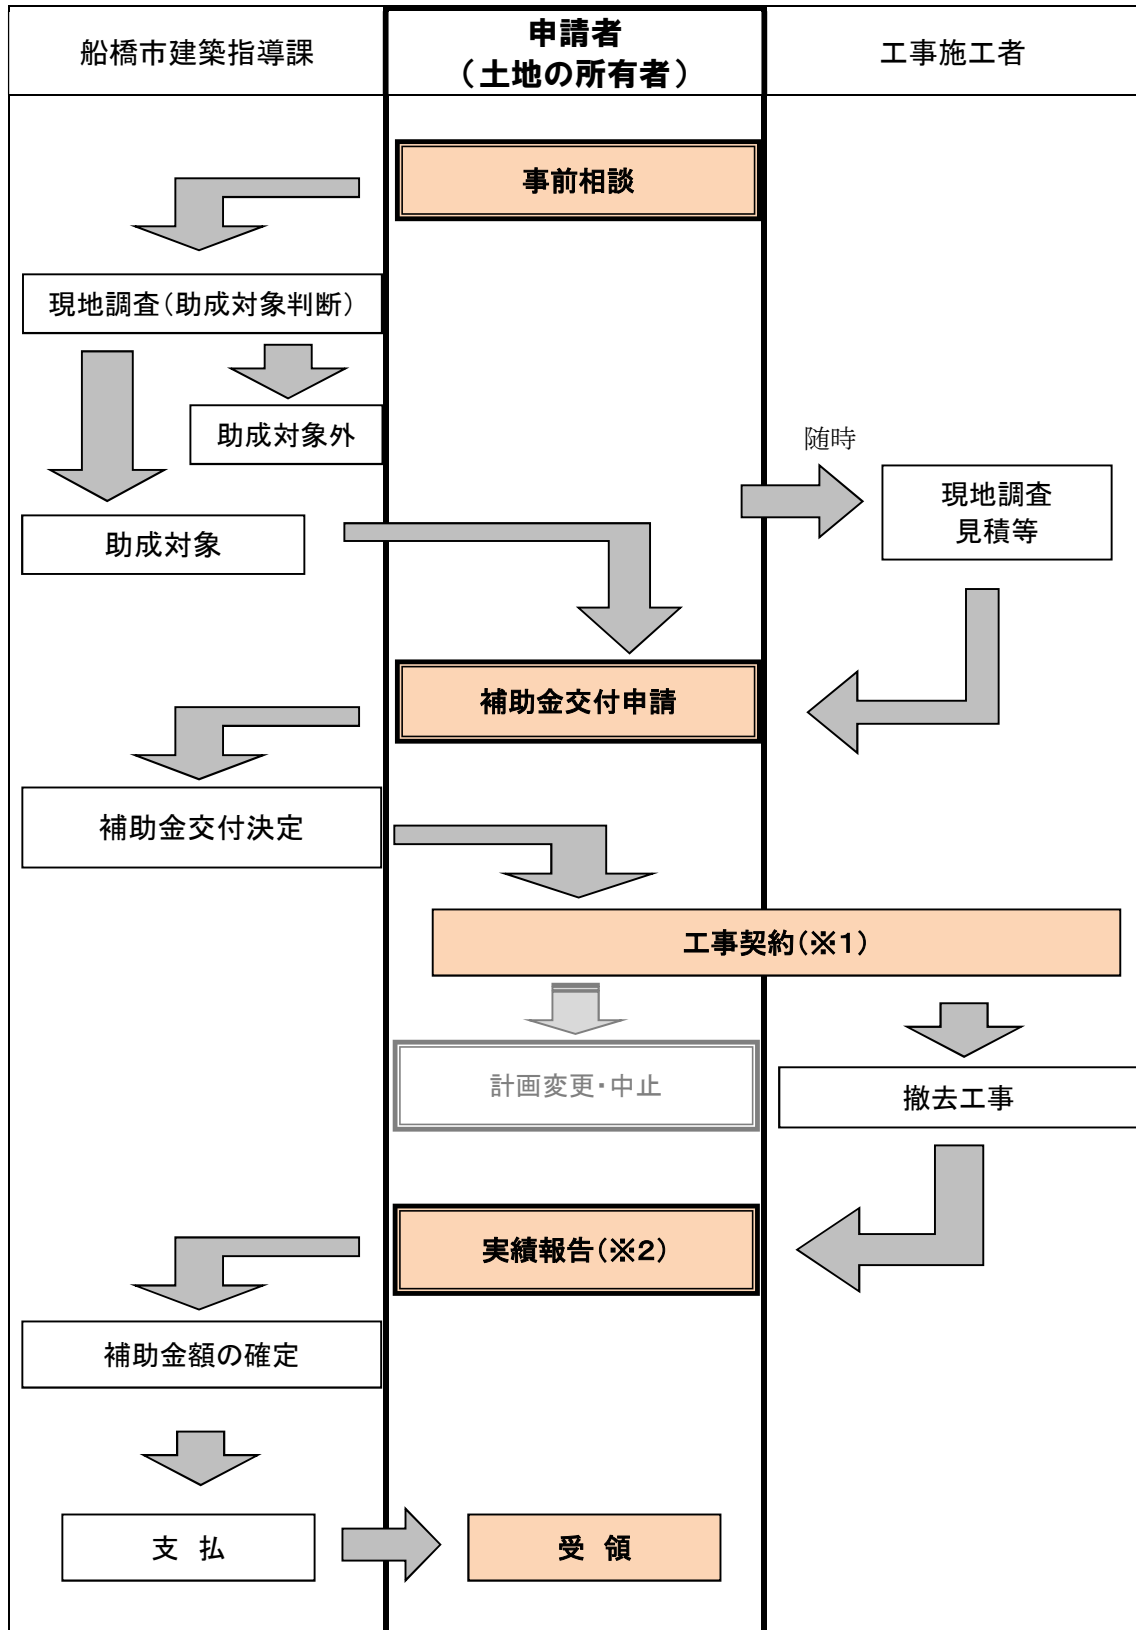 船橋市建築指導課
申請者
（土地の所有者）
工事施工者
事前相談
現地調査（助成対象判断）
助成対象外
助成対象
随時
現地調査
見積等
補助金交付申請
補助金交付決定
工事契約（※１）
計画変更・中止
撤去工事
実績報告（※２）
補助金額の確定
支 払
受 領